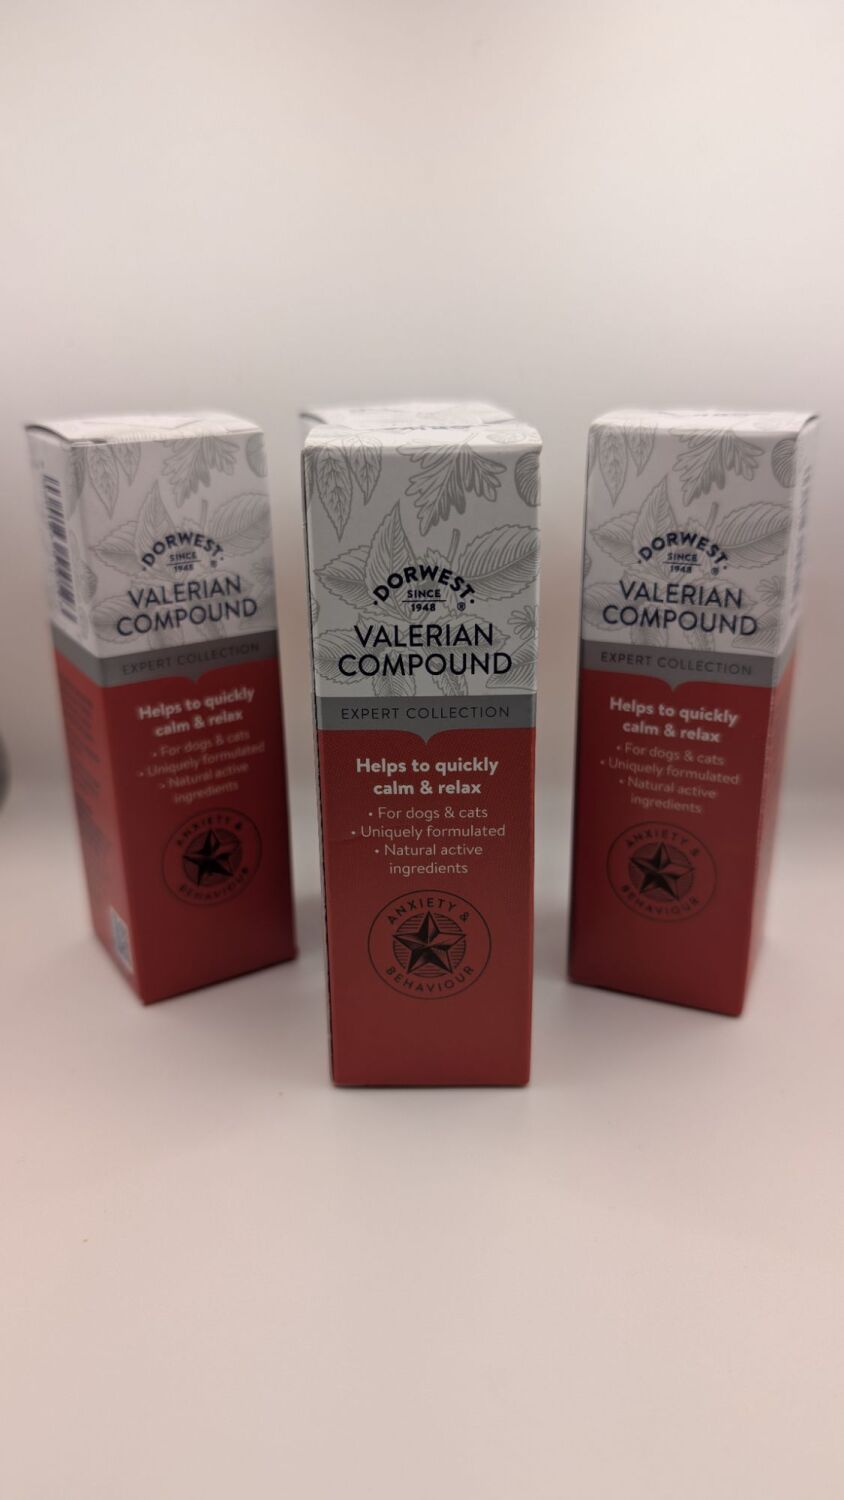 DORWEST
SINCE
1948
®
VALERIAN
COMPOUND
EXPERT COLLECTION
Helps to quickly
calm & relax
• For dogs & cats
• Uniquely formulated
• Natural active
ingredients
ANXIETY &
BEHAVIOUR
DORWEST
SINCE
1948
®
VALERIAN
COMPOUND
EXPERT COLLECTION
Helps to quickly
calm & relax
• For dogs & cats
• Uniquely formulated
• Natural active
ingredients
ANXIETY &
BEHAVIOUR
DORWEST
SINCE
1948
®
VALERIAN
COMPOUND
EXPERT COLLECTION
Helps to quickly
calm & relax
• For dogs & cats
• Uniquely formulated
• Natural active
ingredients
ANXIETY &
BEHAVIOUR